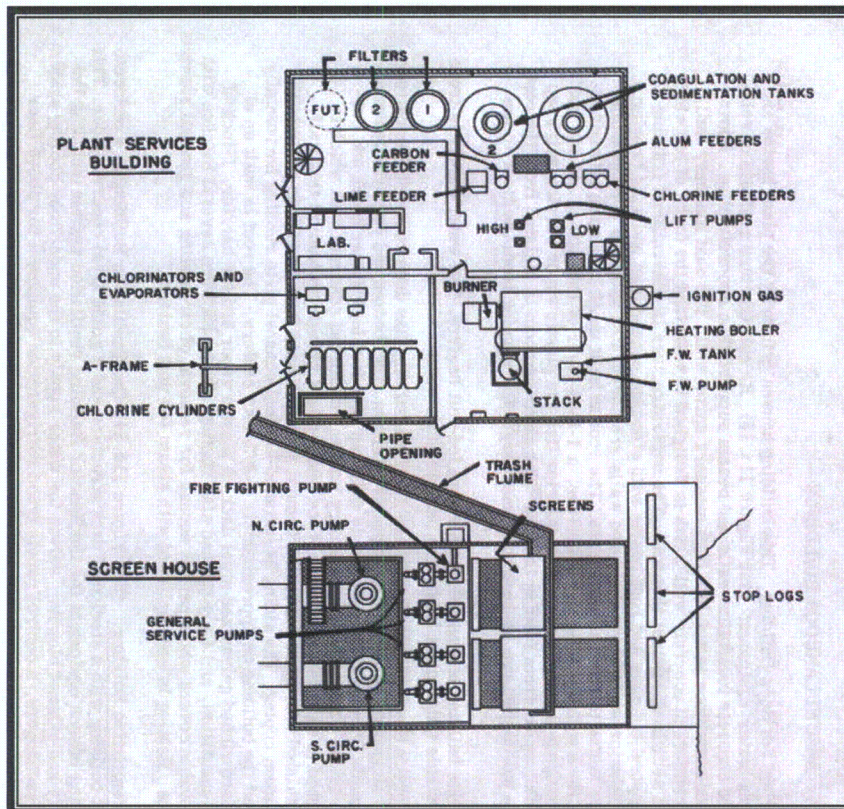 FILTERS
COAGULATION AND
SEDIMENTATION TANKS
FUT.
2
1
2
1
PLANT SERVICES
BUILDING
CARBON
FEEDER
ALUM FEEDERS
LIME FEEDER
CHLORINE FEEDERS
HIGH
LOW
LIFT PUMPS
LAB.
CHLORINATORS AND
EVAPORATORS
BURNER
IGNITION GAS
HEATING BOILER
A-FRAME
F.W. TANK
F.W. PUMP
CHLORINE CYLINDERS
STACK
PIPE
OPENING
TRASH
FLUME
FIRE FIGHTING PUMP
SCREENS
N. CIRC. PUMP
SCREEN HOUSE
STOP LOGS
GENERAL
SERVICE PUMPS
S. CIRC.
PUMP